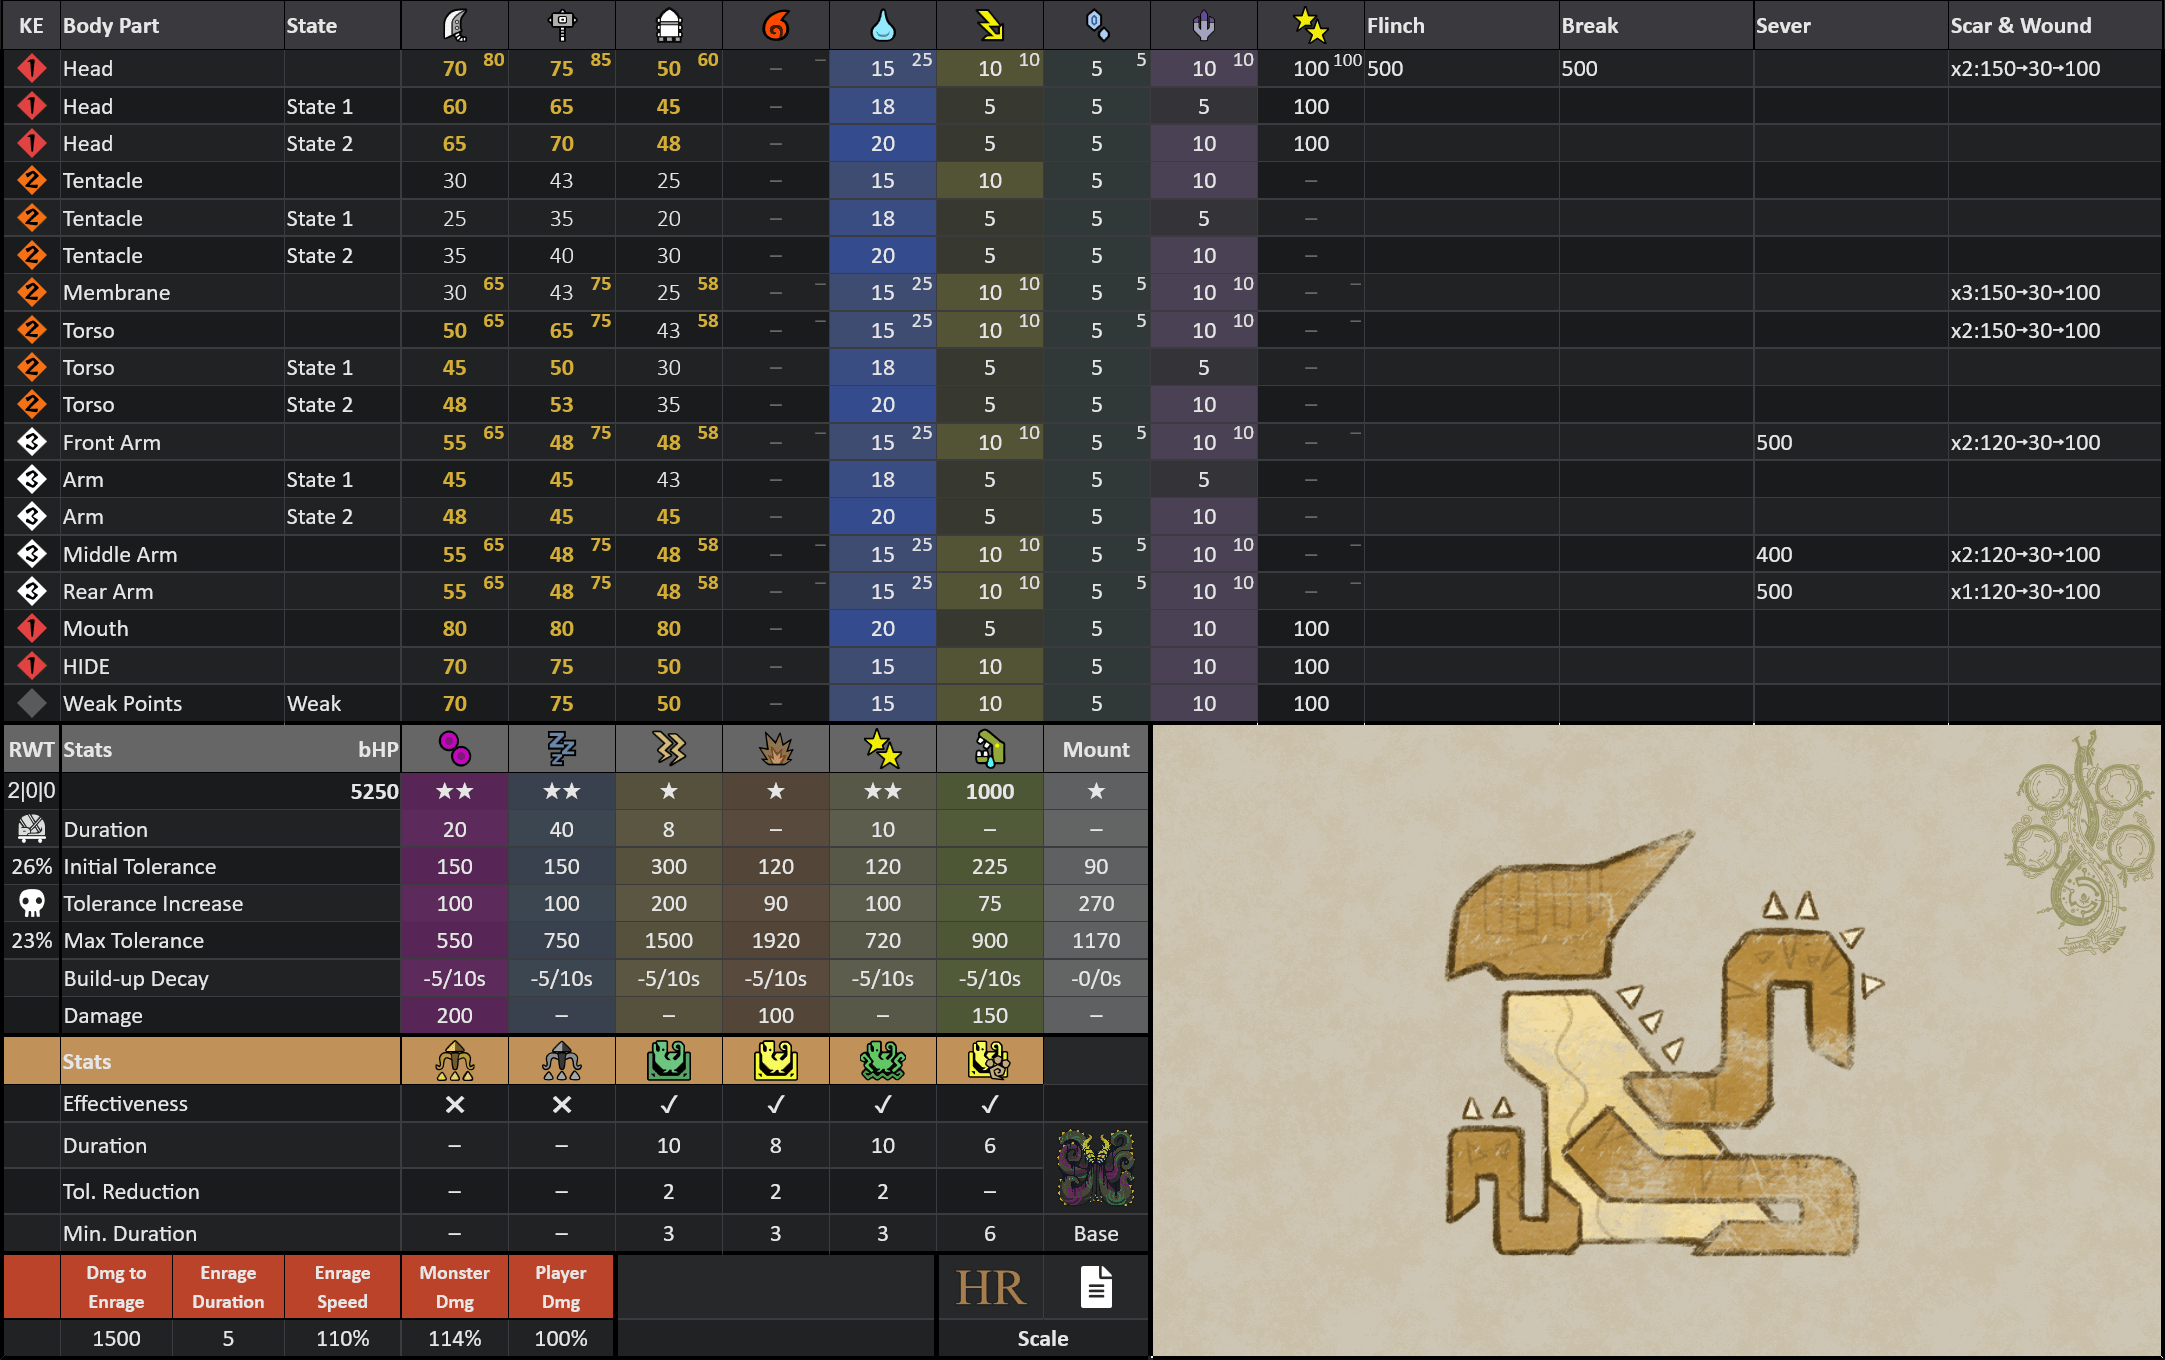 KE Body Part State Flinch Break Sever Scar & Wound
1 Head 70 80 75 85 50 60 – – 15 25 10 10 5 5 10 10 100 100 500 500 x2:150→30→100
1 Head State 1 60 65 45 – 18 5 5 5 100
1 Head State 2 65 70 48 – 20 5 5 10 100
2 Tentacle 30 43 25 – 15 10 5 10 –
2 Tentacle State 1 25 35 20 – 18 5 5 5 –
2 Tentacle State 2 35 40 30 – 20 5 5 10 –
2 Membrane 30 65 43 75 25 58 – – 15 25 10 10 5 5 10 10 – – x3:150→30→100
2 Torso 50 65 65 75 43 58 – – 15 25 10 10 5 5 10 10 – – x2:150→30→100
2 Torso State 1 45 50 30 – 18 5 5 5 –
2 Torso State 2 48 53 35 – 20 5 5 10 –
3 Front Arm 55 65 48 75 48 58 – – 15 25 10 10 5 5 10 10 – – 500 x2:120→30→100
3 Arm State 1 45 45 43 – 18 5 5 5 –
3 Arm State 2 48 45 45 – 20 5 5 10 –
3 Middle Arm 55 65 48 75 48 58 – – 15 25 10 10 5 5 10 10 – – 400 x2:120→30→100
3 Rear Arm 55 65 48 75 48 58 – – 15 25 10 10 5 5 10 10 – – 500 x1:120→30→100
1 Mouth 80 80 80 – 20 5 5 10 100
1 HIDE 70 75 50 – 15 10 5 10 100
Weak Points Weak 70 75 50 – 15 10 5 10 100
RWT Stats bHP Mount
2|0|0 5250 ★★ ★★ ★ ★ ★★ 1000 ★
Duration 20 40 8 – 10 – –
26% Initial Tolerance 150 150 300 120 120 225 90
Tolerance Increase 100 100 200 90 100 75 270
23% Max Tolerance 550 750 1500 1920 720 900 1170
Build-up Decay -5/10s -5/10s -5/10s -5/10s -5/10s -5/10s -0/0s
Damage 200 – – 100 – 150 –
Stats
Effectiveness ✕ ✕ ✓ ✓ ✓ ✓
Duration – – 10 8 10 6
Tol. Reduction – – 2 2 2 –
Min. Duration – – 3 3 3 6 Base
Dmg to Enrage Enrage Duration Enrage Speed Monster Dmg Player Dmg HR
1500 5 110% 114% 100% Scale